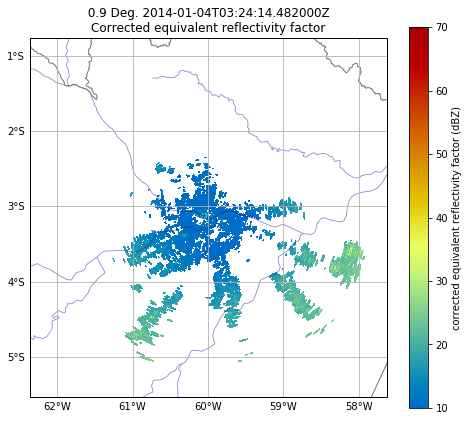 0.9 Deg. 2014-01-04T03:24:14.482000Z
Corrected equivalent reflectivity factor
1°S
2°S
3°S
4°S
5°S
62°W
61°W
60°W
59°W
58°W
70
60
50
40
30
20
10
corrected equivalent reflectivity factor (dBZ)